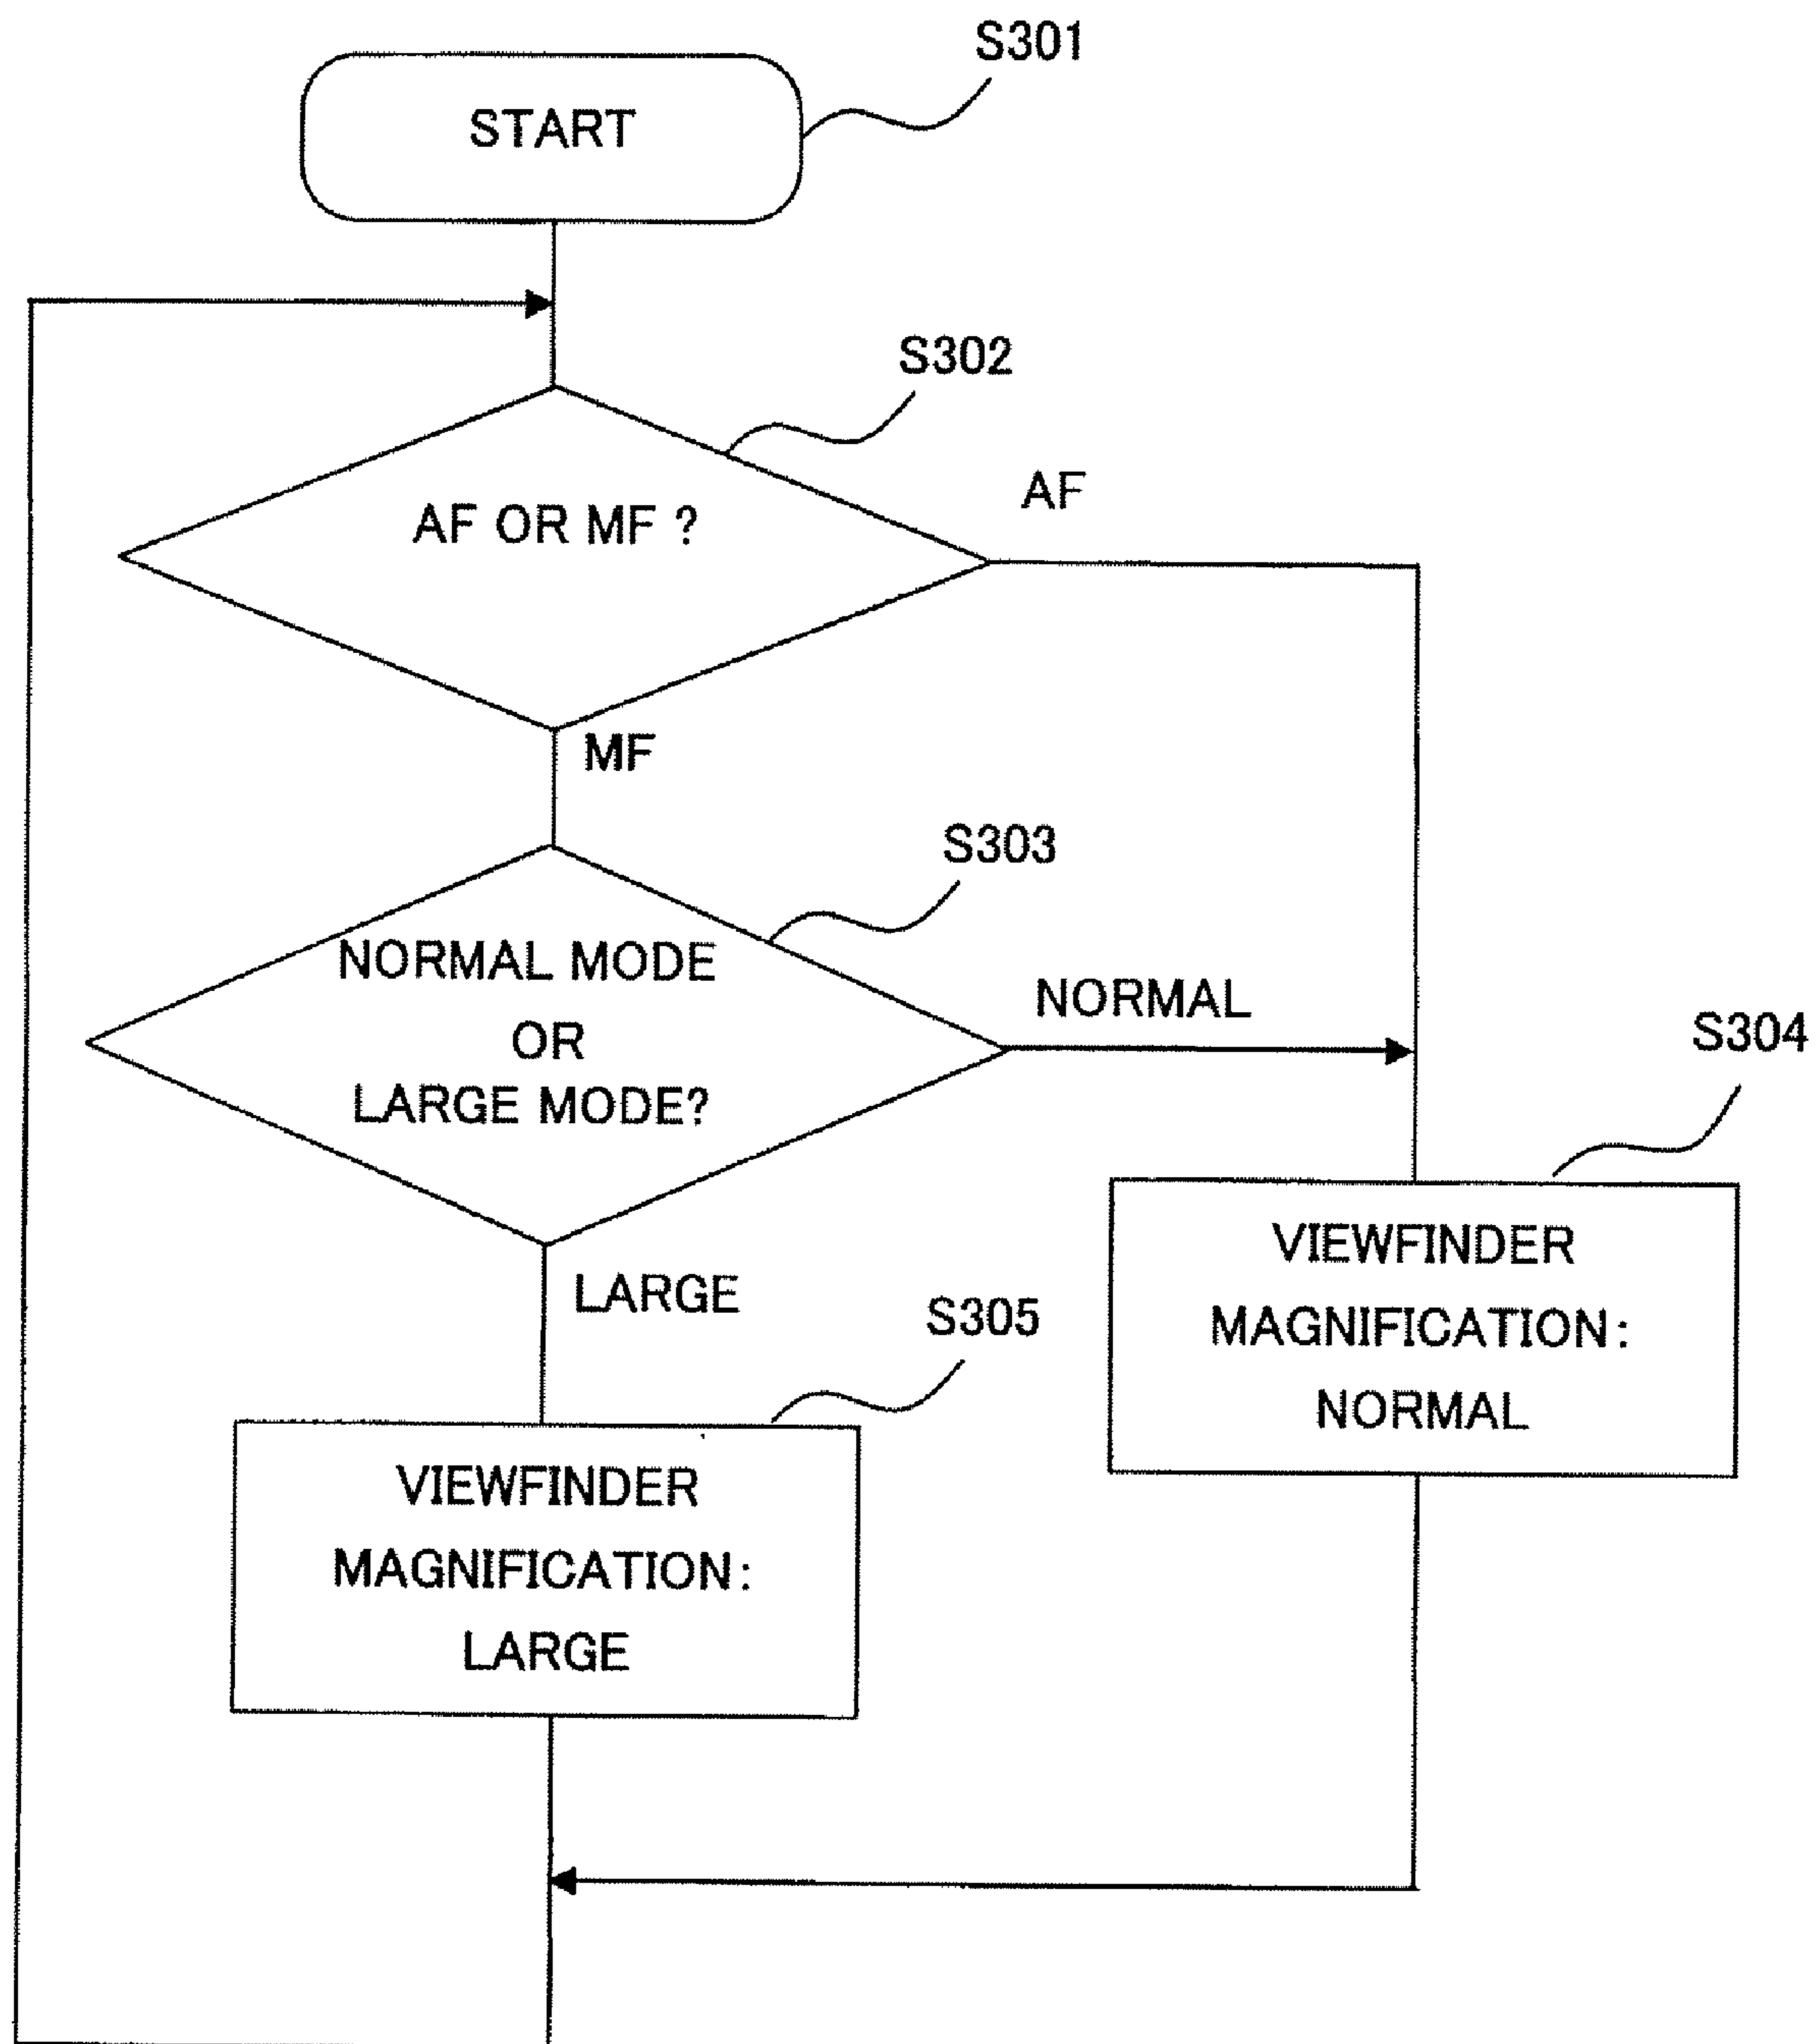 S301
START
S302
AF OR MF ?
AF
MF
S303
NORMAL MODE
OR
LARGE MODE?
NORMAL
S304
VIEWFINDER
MAGNIFICATION:
NORMAL
LARGE
S305
VIEWFINDER
MAGNIFICATION:
LARGE